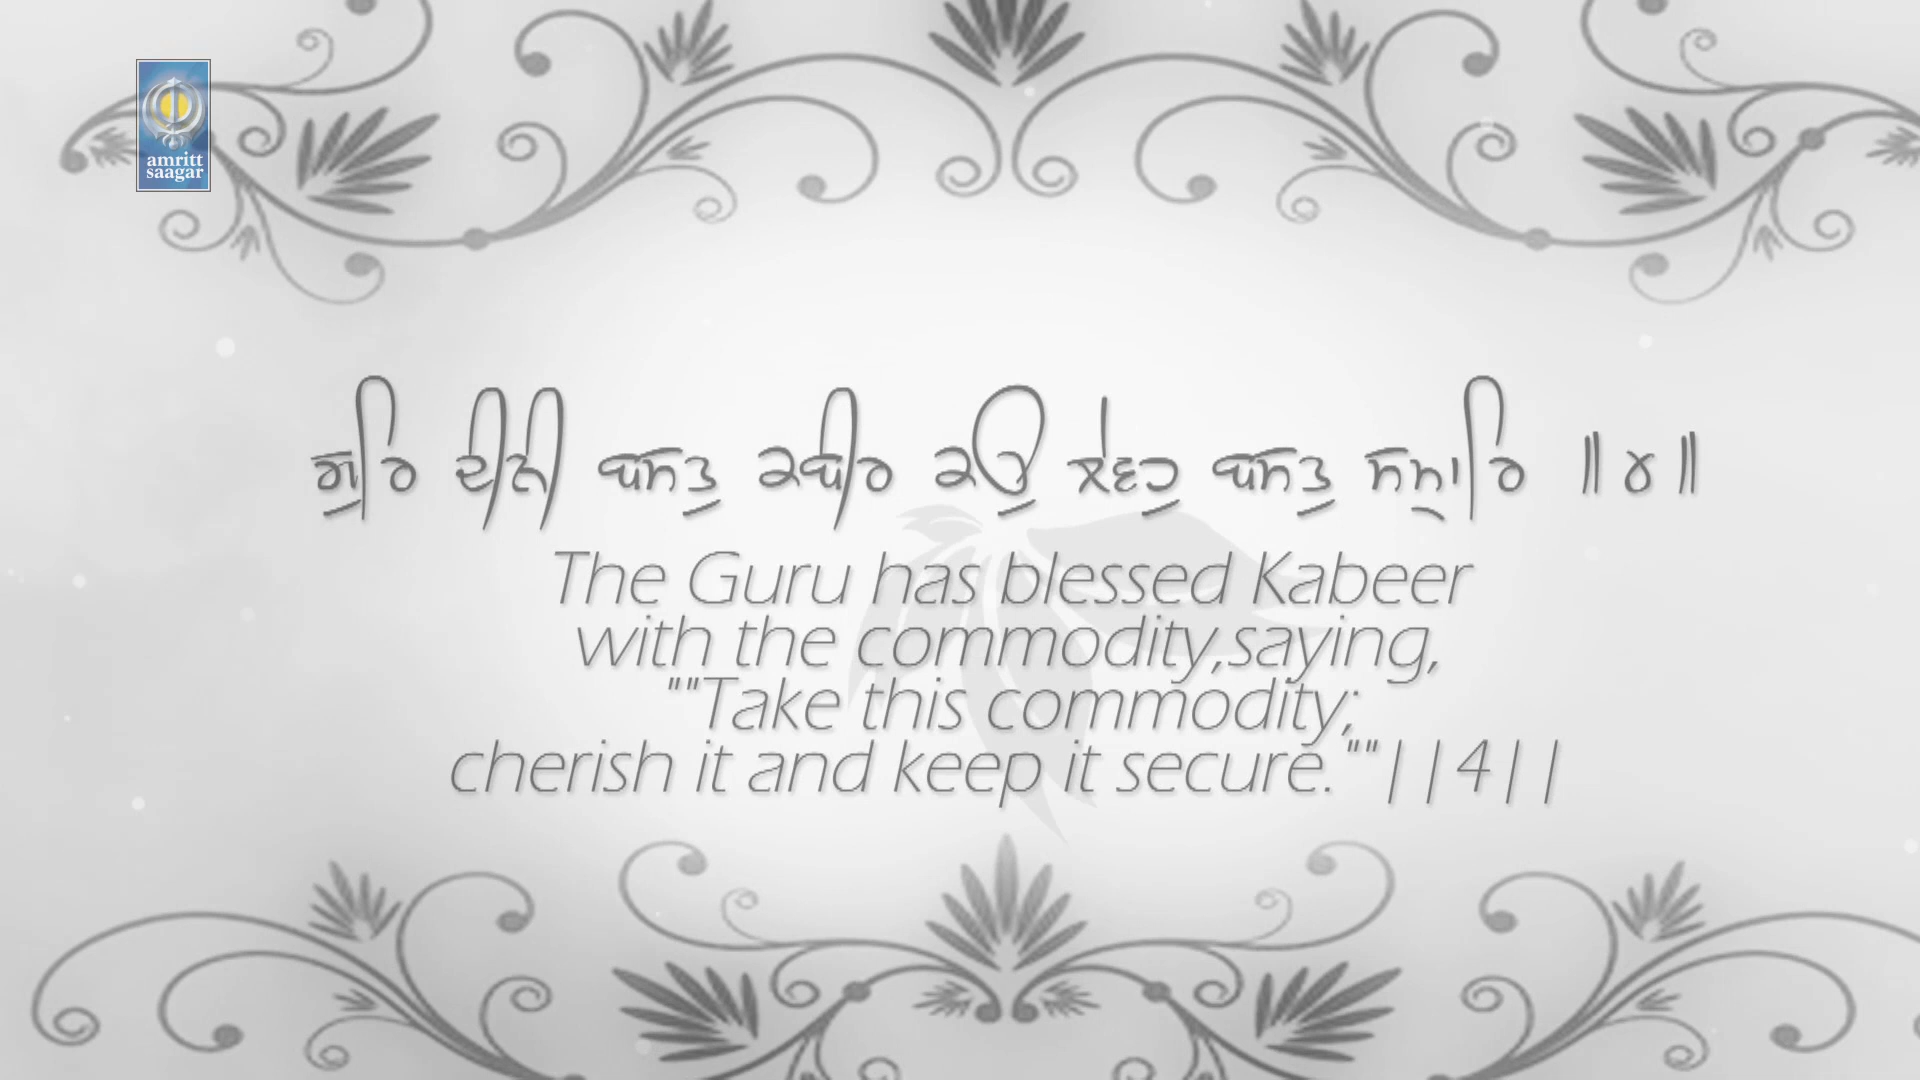 amritt
saagar
ਗੁਰਿ ਦੀਨੀ ਬਸਤੁ ਕਬੀਰ ਕਉ ਲੇਵਹੁ ਬਸਤੁ ਸਮ੍ਹਾਰਿ ॥੪॥
The Guru has blessed Kabeer
with the commodity,saying,
""Take this commodity;
cherish it and keep it secure.""||4||